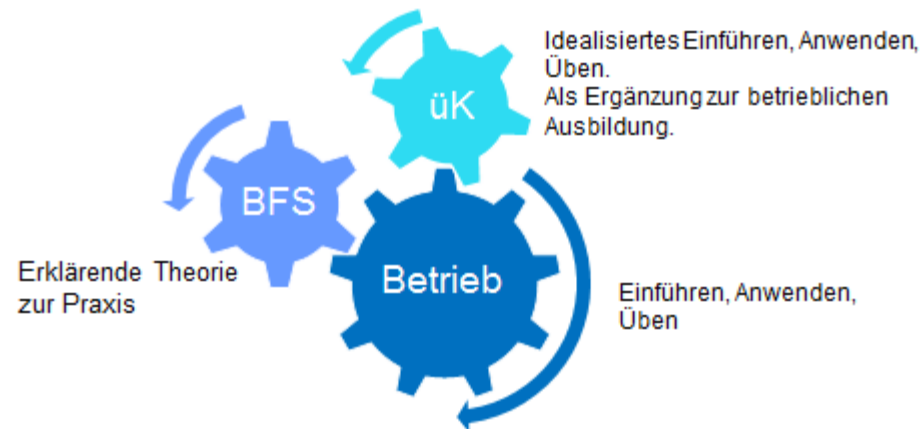 Idealisiertes Einführen, Anwenden,
Üben.
Als Ergänzung zur betrieblichen
Ausbildung.
üK
BFS
Betrieb
Erklärende Theorie
zur Praxis
Einführen, Anwenden,
Üben